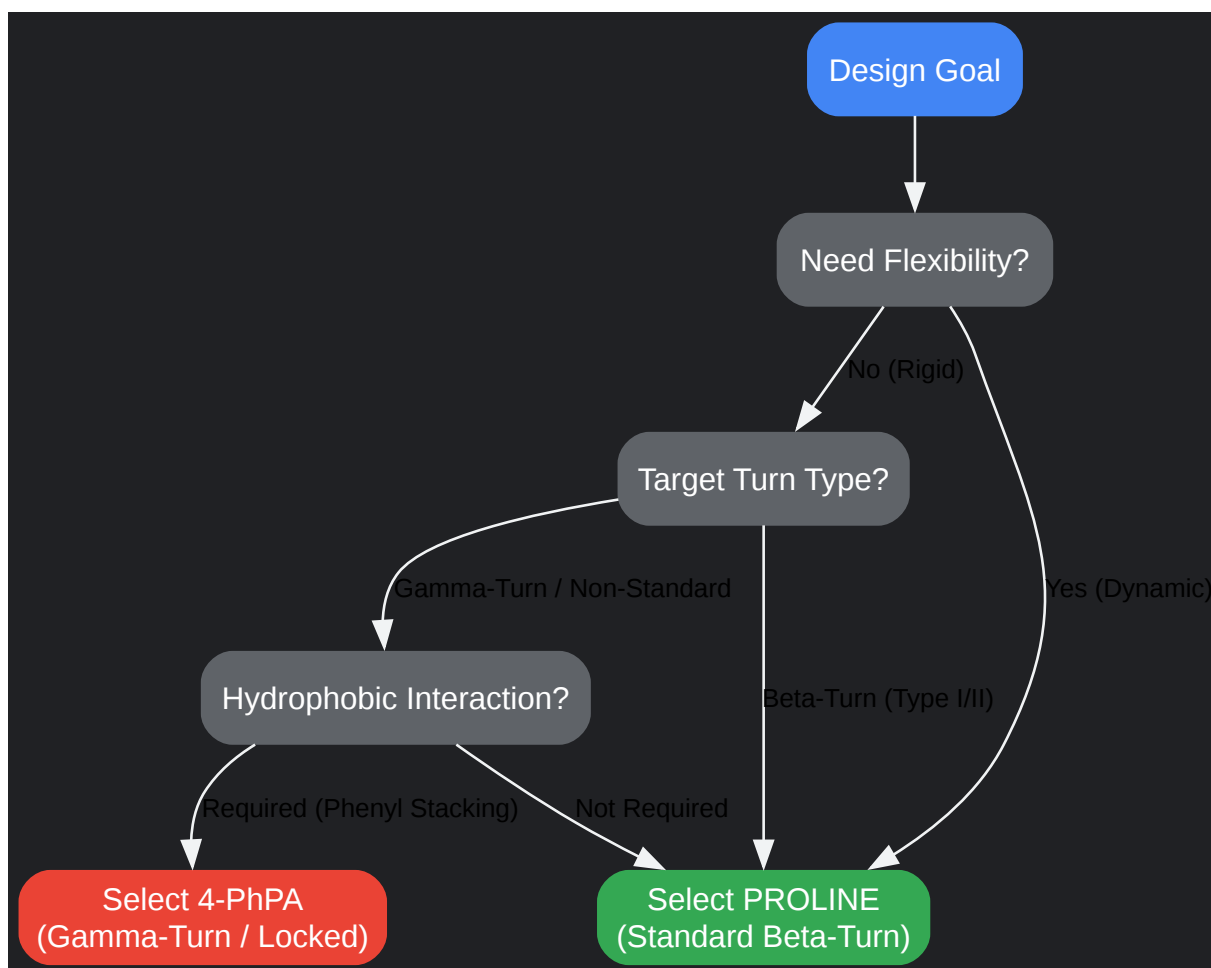 Design Goal
Need Flexibility?
No (Rigid)
Target Turn Type?
Gamma-Turn / Non-Standard
Yes (Dynamic)
Hydrophobic Interaction?
Beta-Turn (Type I/II)
Required (Phenyl Stacking)
Not Required
Select 4-PhPA
(Gamma-Turn / Locked)
Select PROLINE
(Standard Beta-Turn)